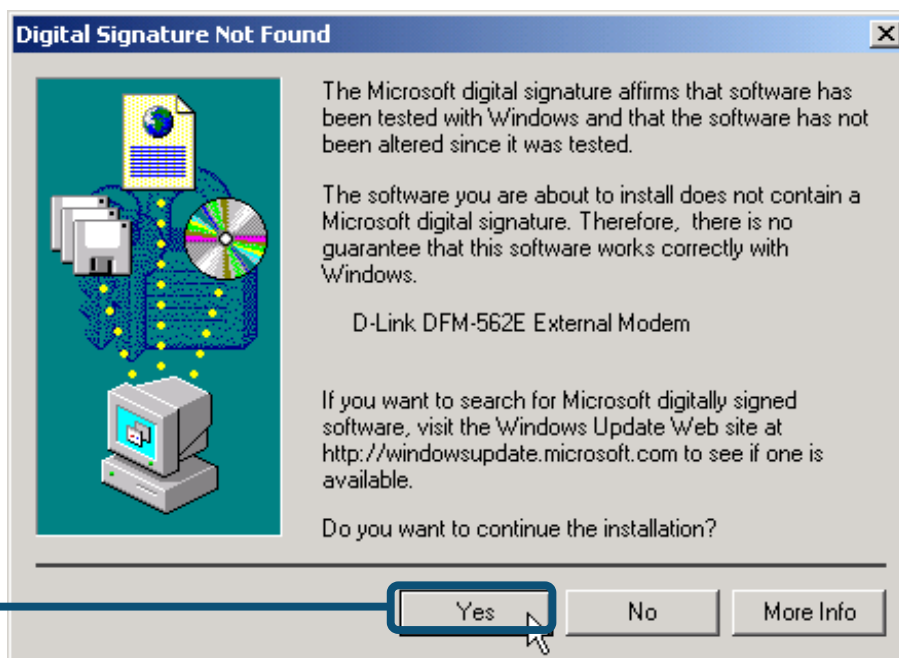 Digital Signature Not Found
The Microsoft digital signature affirms that software has
been tested with Windows and that the software has not
been altered since it was tested.
The software you are about to install does not contain a
Microsoft digital signature. Therefore,  there is no
guarantee that this software works correctly with
Windows.
D-Link DFM-562E External Modem
If you want to search for Microsoft digitally signed
software, visit the Windows Update Web site at
http://windowsupdate.microsoft.com to see if one is
available.
Do you want to continue the installation?
Yes No More Info